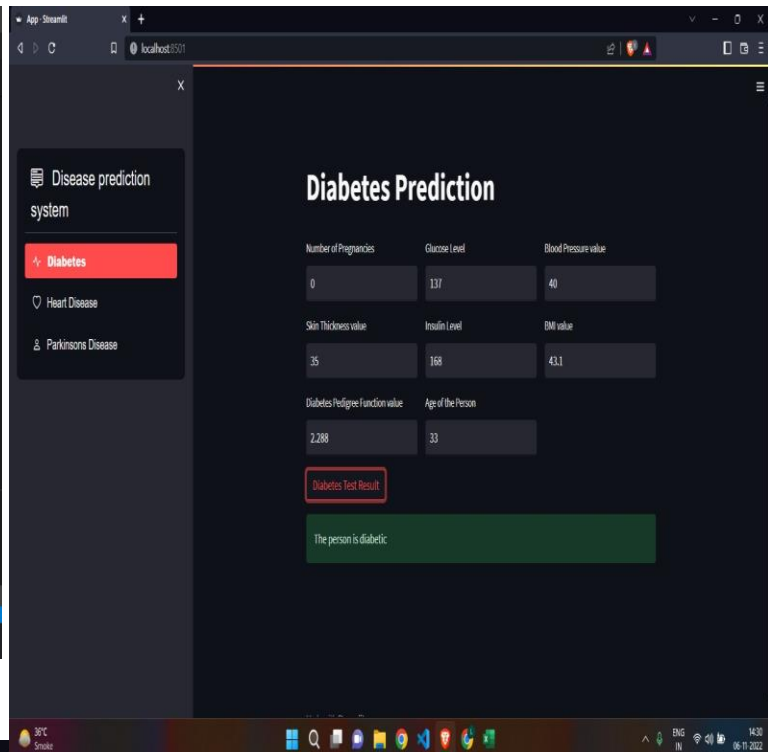 App · Streamlit
localhost:8501
Disease prediction
system
Diabetes
Heart Disease
Parkinsons Disease
Diabetes Prediction
Number of Pregnancies Glucose Level Blood Pressure value
0 137 40
Skin Thickness value Insulin Level BMI value
35 168 43.1
Diabetes Pedigree Function value Age of the Person
2.288 33
Diabetes Test Result
The person is diabetic
36°C
Smoke
ENG
IN
14:30
06-11-2022